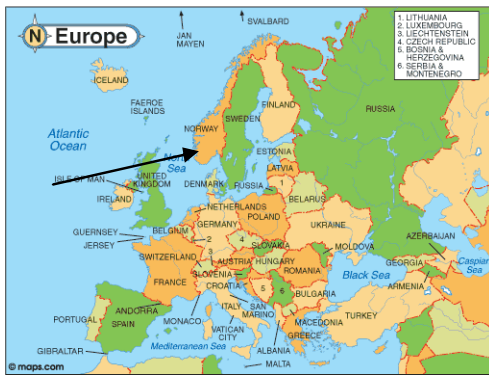 N Europe
SVALBARD
JAN
MAYEN
1. LITHUANIA
2. LUXEMBOURG
3. LIECHTENSTEIN
4. CZECH REPUBLIC
5. BOSNIA &
HERZEGOVINA
6. SERBIA &
MONTENEGRO
ICELAND
FAEROE
ISLANDS
Atlantic
Ocean
NORWAY
SWEDEN
FINLAND
RUSSIA
North
Sea
ESTONIA
LATVIA
1
ISLE OF MAN
UNITED
KINGDOM
DENMARK
RUSSIA
IRELAND
BELARUS
NETHERLANDS
POLAND
GERMANY
GUERNSEY
JERSEY
BELGIUM
2
4
UKRAINE
SLOVAKIA
MOLDOVA
AZERBAIJAN
SWITZERLAND
AUSTRIA
HUNGARY
SLOVENIA
ROMANIA
GEORGIA
Caspian
Sea
FRANCE
CROATIA
5
6
Black Sea
ARMENIA
BULGARIA
ANDORRA
ITALY
SAN
MARINO
PORTUGAL
SPAIN
MONACO
VATICAN
CITY
MACEDONIA
TURKEY
GREECE
ALBANIA
GIBRALTAR
Mediterranean Sea
MALTA
© maps.com